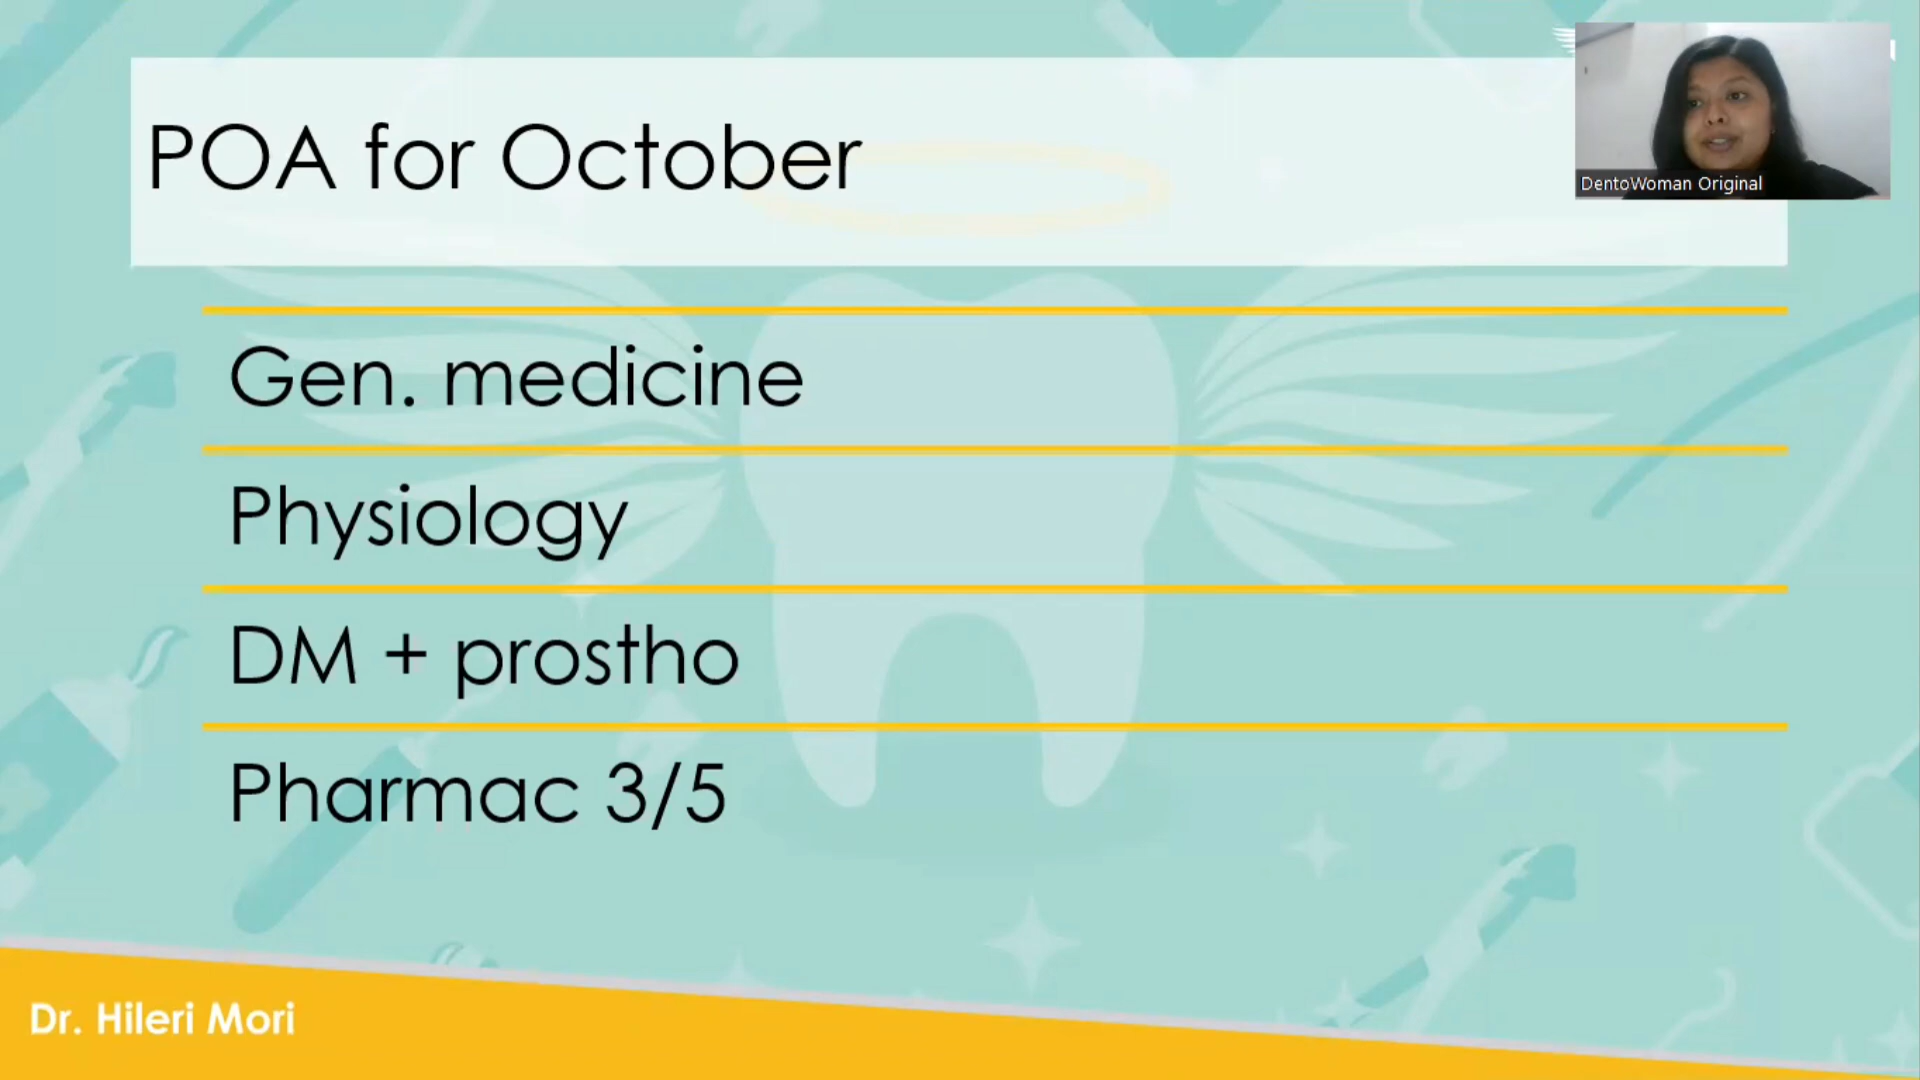 POA for October
DentoWoman Original
Gen. medicine
Physiology
DM + prostho
Pharmac 3/5
Dr. Hileri Mori